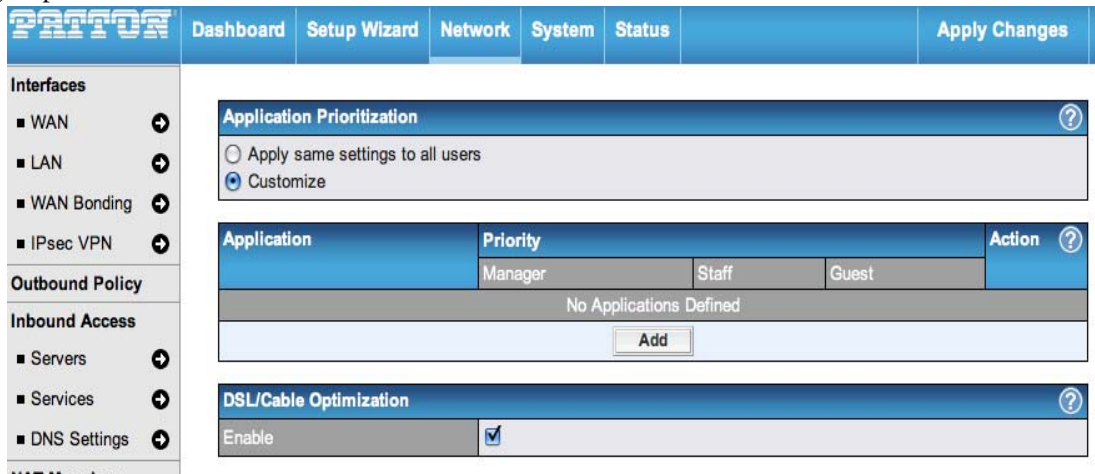 PATTON
Dashboard Setup Wizard Network System Status Apply Changes
Interfaces
WAN
LAN
WAN Bonding
IPsec VPN
Outbound Policy
Inbound Access
Servers
Services
DNS Settings
Application Prioritization ?
Apply same settings to all users
Customize
Application Priority Action ?
Manager Staff Guest
No Applications Defined
Add
DSL/Cable Optimization ?
Enable